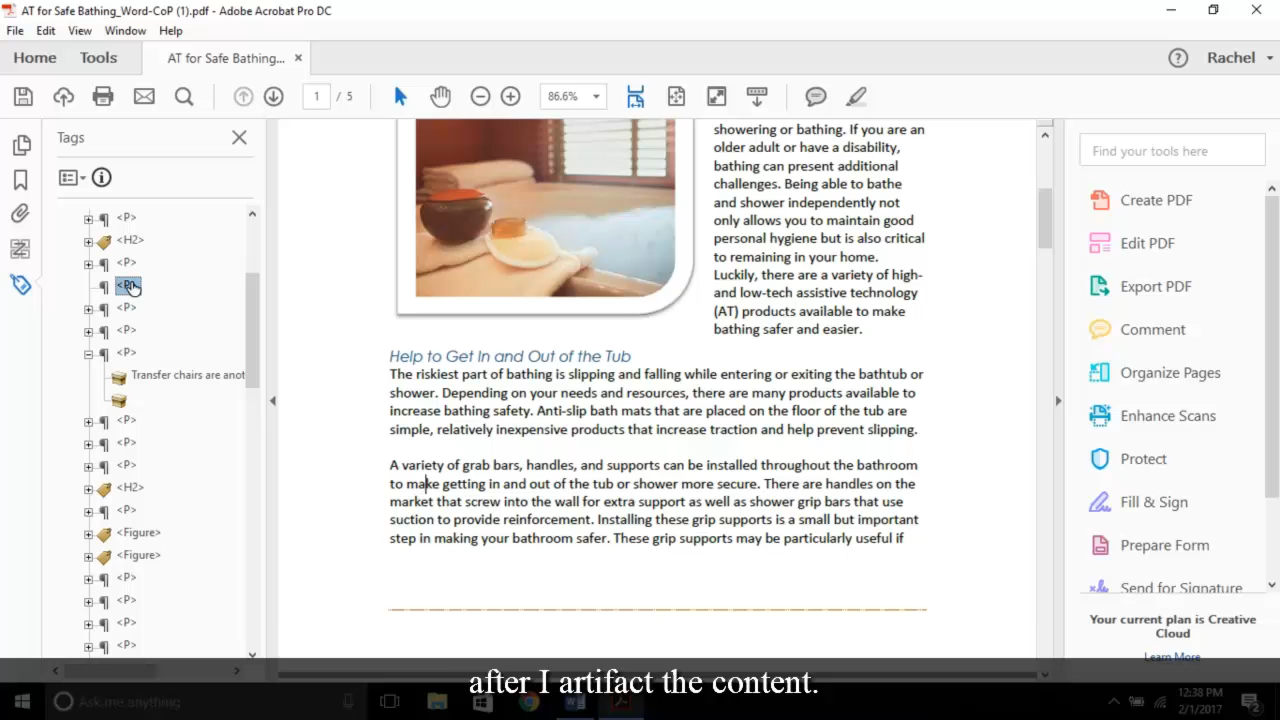 AT for Safe Bathing_Word-CoP (1).pdf - Adobe Acrobat Pro DC
File Edit View Window Help
Home Tools AT for Safe Bathing... × Rachel
1 / 5 86.6%
Tags
<P>
<H2>
<P>
<P>
<P>
<P>
Transfer chairs are anot
<P>
<P>
<P>
<H2>
<P>
<Figure>
<Figure>
<P>
<P>
<P>
<P>
showering or bathing. If you are an
older adult or have a disability,
bathing can present additional
challenges. Being able to bathe
and shower independently not
only allows you to maintain good
personal hygiene but is also critical
to remaining in your home.
Luckily, there are a variety of high-
and low-tech assistive technology
(AT) products available to make
bathing safer and easier.
Help to Get In and Out of the Tub
The riskiest part of bathing is slipping and falling while entering or exiting the bathtub or
shower. Depending on your needs and resources, there are many products available to
increase bathing safety. Anti-slip bath mats that are placed on the floor of the tub are
simple, relatively inexpensive products that increase traction and help prevent slipping.
A variety of grab bars, handles, and supports can be installed throughout the bathroom
to make getting in and out of the tub or shower more secure. There are handles on the
market that screw into the wall for extra support as well as shower grip bars that use
suction to provide reinforcement. Installing these grip supports is a small but important
step in making your bathroom safer. These grip supports may be particularly useful if
Find your tools here
Create PDF
Edit PDF
Export PDF
Comment
Organize Pages
Enhance Scans
Protect
Fill & Sign
Prepare Form
Send for Signature
Your current plan is Creative
Cloud
Learn More
after I artifact the content.
Ask me anything
12:38 PM
2/1/2017